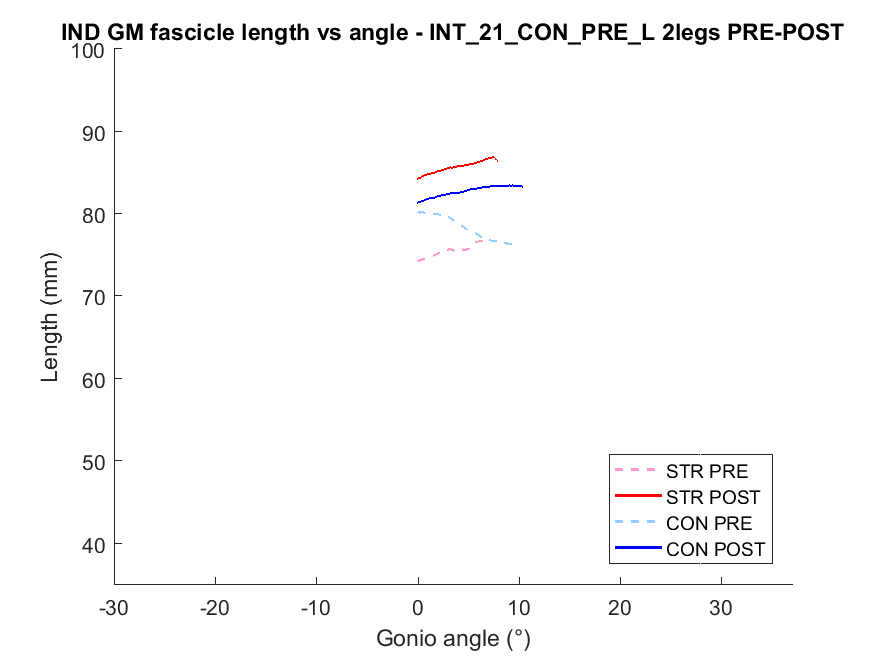 IND GM fascicle length vs angle - INT_21_CON_PRE_L 2legs PRE-POST
100
90
80
70
60
50
40
Length (mm)
-30
-20
-10
0
10
20
30
Gonio angle (°)
STR PRE
STR POST
CON PRE
CON POST